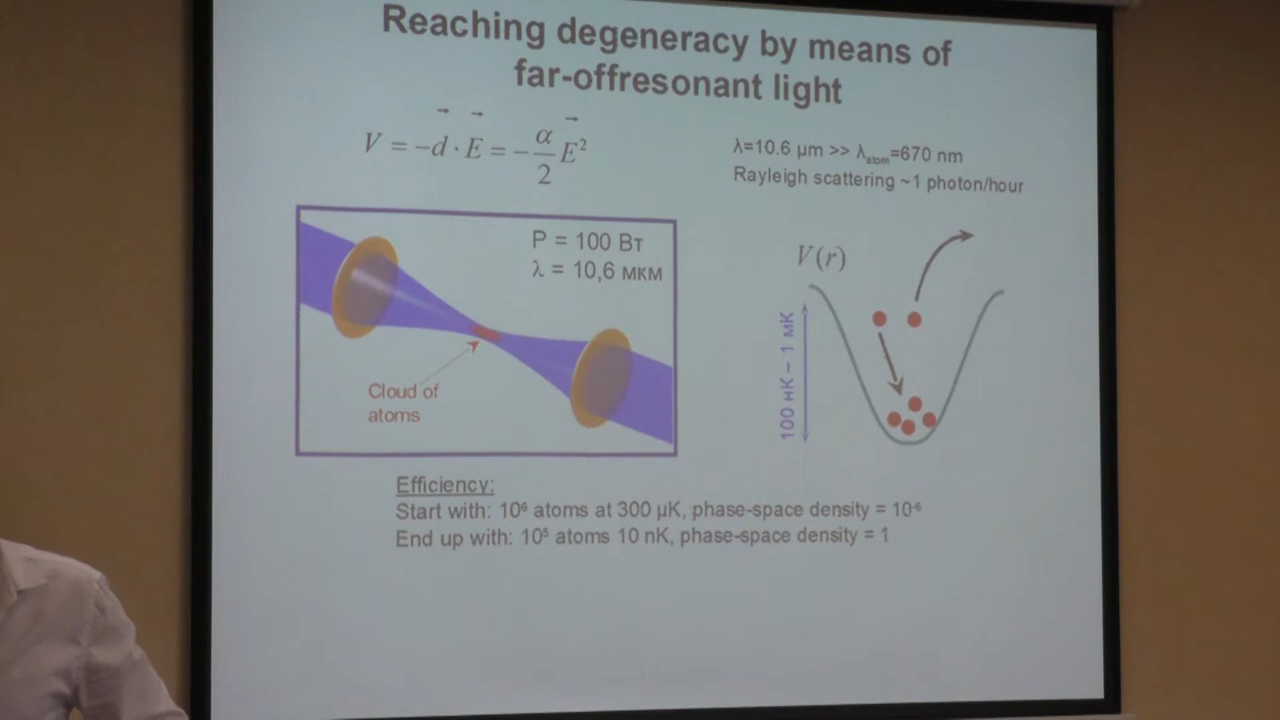 Reaching degeneracy by means of
far-offresonant light
V = −d⃗ · E⃗ = −α/2 E⃗²
λ=10.6 µm >> λatom=670 nm
Rayleigh scattering ~1 photon/hour
P = 100 Вт
λ = 10,6 мкм
Cloud of
atoms
V(r)
100 нК – 1 мК
Efficiency:
Start with: 10⁶ atoms at 300 µK, phase-space density = 10⁻⁶
End up with: 10⁵ atoms 10 nK, phase-space density = 1